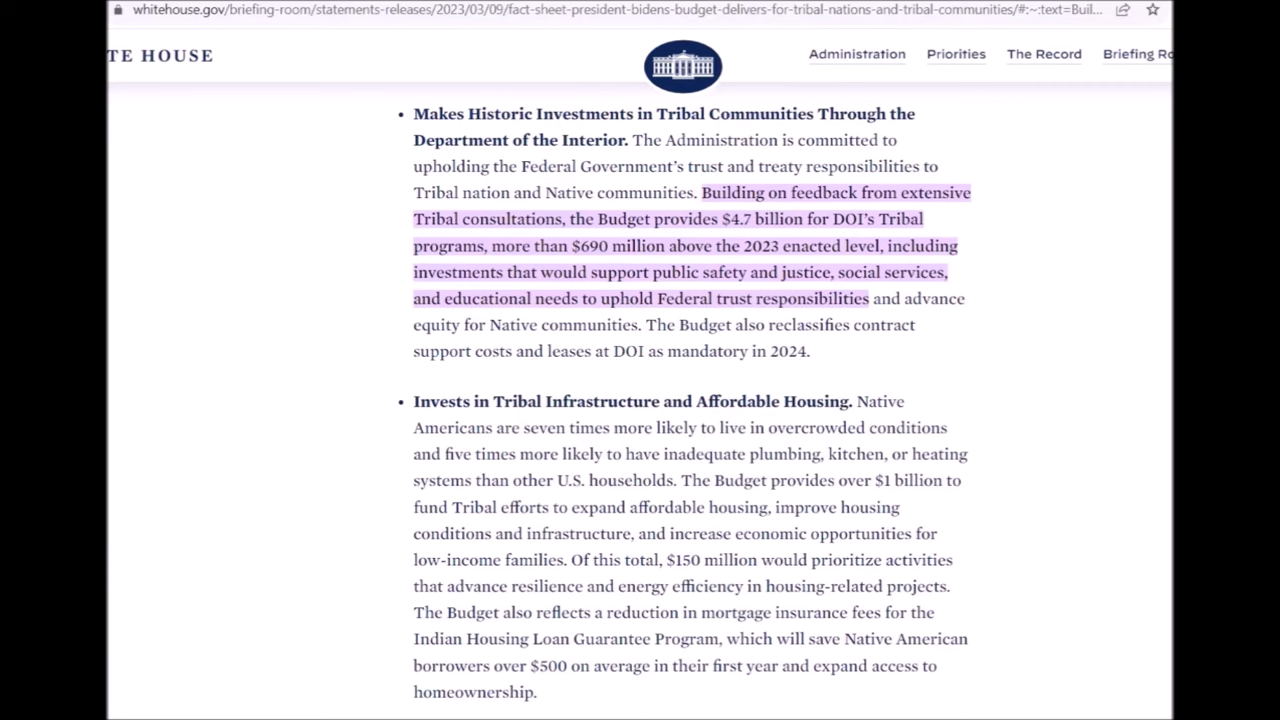 whitehouse.gov/briefing-room/statements-releases/2023/03/09/fact-sheet-president-bidens-budget-delivers-for-tribal-nations-and-tribal-communities/#:~:text=Buil...
TE HOUSE
Administration Priorities The Record Briefing Ro
• Makes Historic Investments in Tribal Communities Through the
Department of the Interior. The Administration is committed to
upholding the Federal Government’s trust and treaty responsibilities to
Tribal nation and Native communities. Building on feedback from extensive
Tribal consultations, the Budget provides $4.7 billion for DOI’s Tribal
programs, more than $690 million above the 2023 enacted level, including
investments that would support public safety and justice, social services,
and educational needs to uphold Federal trust responsibilities and advance
equity for Native communities. The Budget also reclassifies contract
support costs and leases at DOI as mandatory in 2024.
• Invests in Tribal Infrastructure and Affordable Housing. Native
Americans are seven times more likely to live in overcrowded conditions
and five times more likely to have inadequate plumbing, kitchen, or heating
systems than other U.S. households. The Budget provides over $1 billion to
fund Tribal efforts to expand affordable housing, improve housing
conditions and infrastructure, and increase economic opportunities for
low-income families. Of this total, $150 million would prioritize activities
that advance resilience and energy efficiency in housing-related projects.
The Budget also reflects a reduction in mortgage insurance fees for the
Indian Housing Loan Guarantee Program, which will save Native American
borrowers over $500 on average in their first year and expand access to
homeownership.